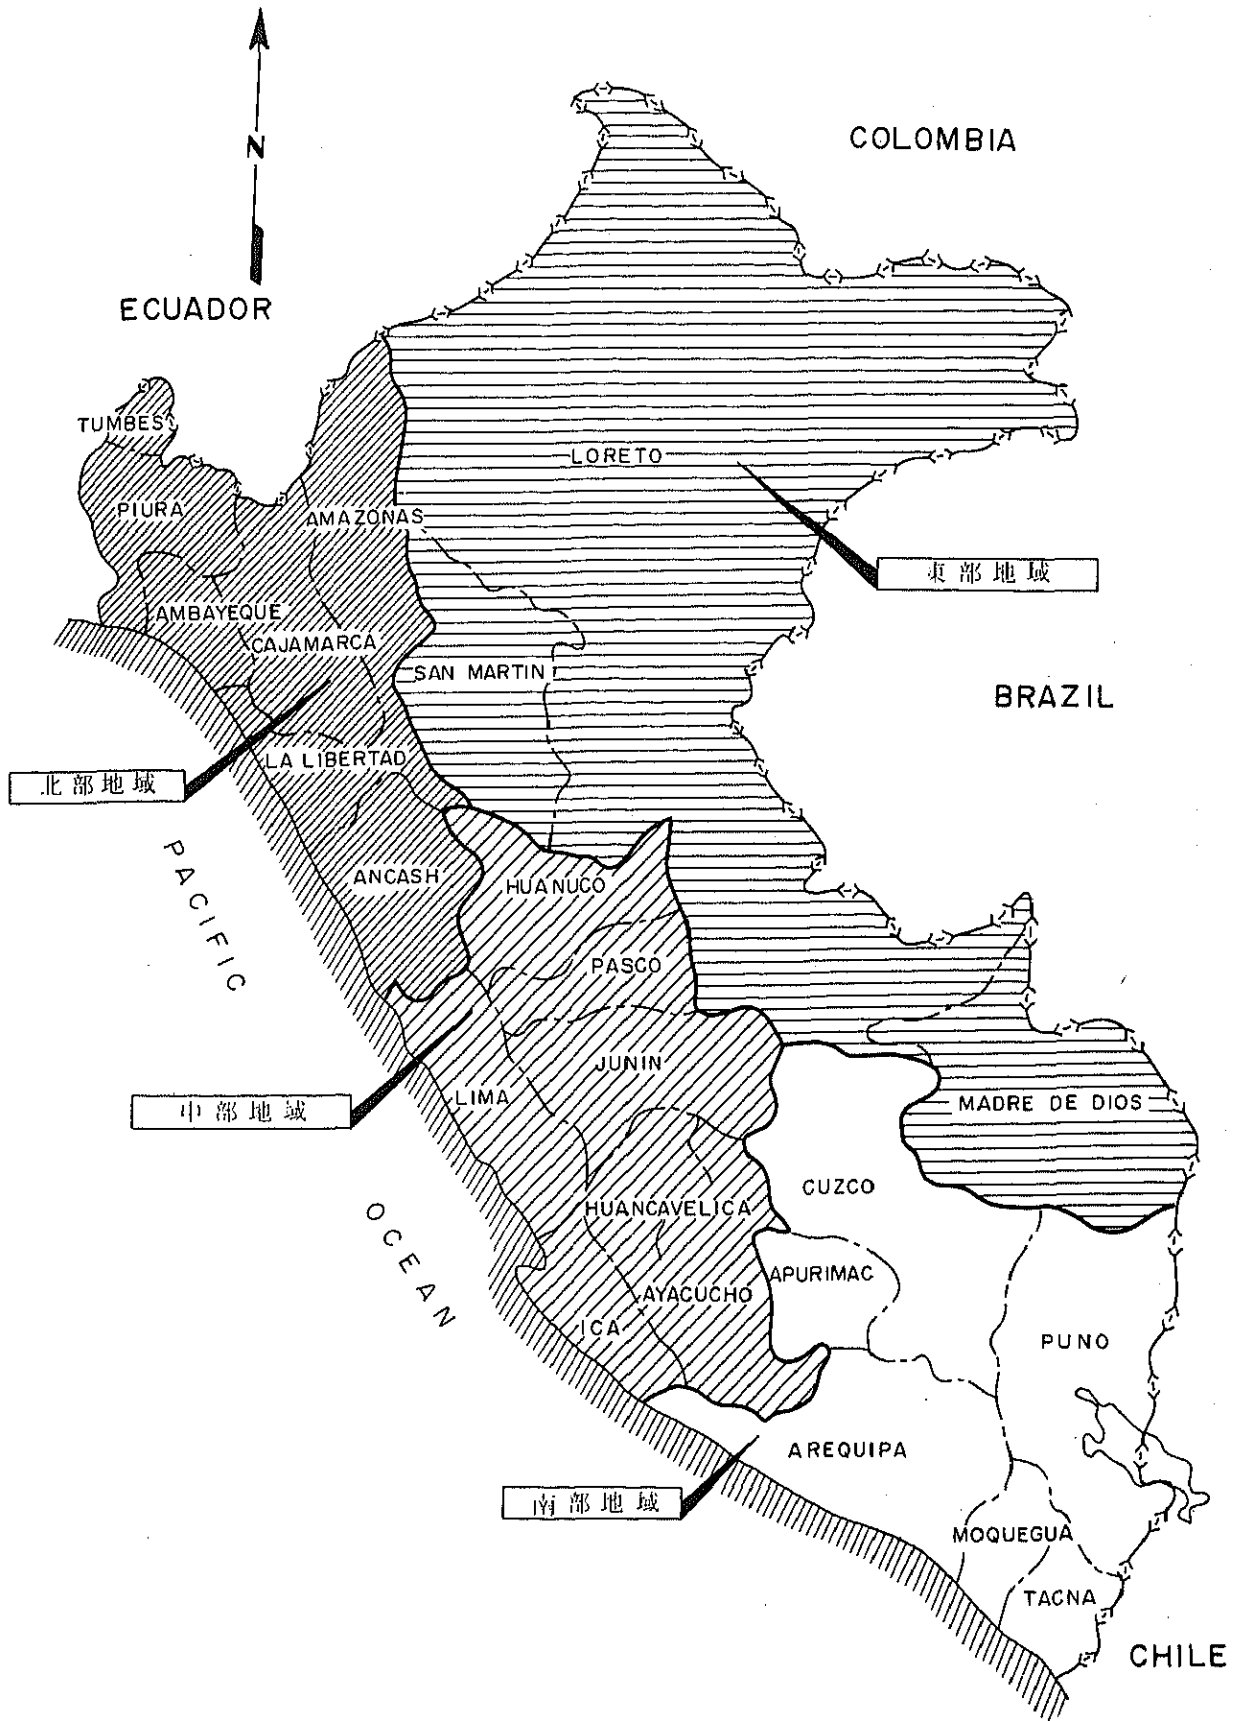 COLOMBIA
N
ECUADOR
TUMBES
LORETO
PIURA
AMAZONAS
東部地域
AMBAYEQUE
CAJAMARCA
SAN MARTIN
BRAZIL
LA LIBERTAD
北部地域
ANCASH
HUANUCO
PACIFIC
PASCO
JUNIN
LIMA
MADRE DE DIOS
中部地域
CUZCO
HUANCAVELICA
OCEAN
APURIMAC
AYACUCHO
ICA
PUNO
AREQUIPA
南部地域
MOQUEGUA
TACNA
CHILE